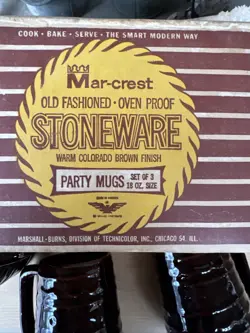 COOK • BAKE • SERVE • THE SMART MODERN WAY
Mar-crest
OLD FASHIONED • OVEN PROOF
STONEWARE
WARM COLORADO BROWN FINISH
PARTY MUGS
SET OF 3
18 OZ. SIZE
MARSHALL-BURNS, DIVISION OF TECHNICOLOR, INC., CHICAGO 54, ILL.